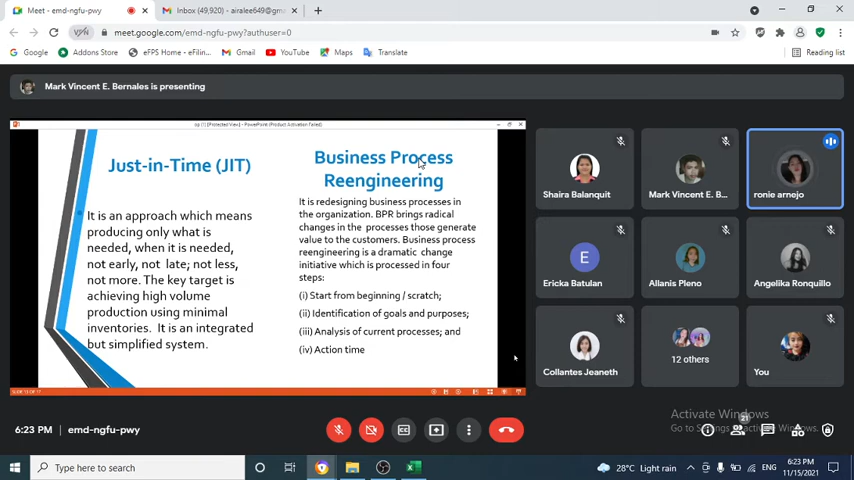 Meet - emd-ngfu-pwy
Inbox (49,920) - airalee649@gma
meet.google.com/emd-ngfu-pwy?authuser=0
Google
Addons Store
eFPS Home - eFiling...
Gmail
YouTube
Maps
Translate
Reading list
Mark Vincent E. Bernales is presenting
Just-in-Time (JIT)
It is an approach which means
producing only what is
needed, when it is needed,
not early, not late; not less,
not more. The key target is
achieving high volume
production using minimal
inventories. It is an integrated
but simplified system.
Business Process
Reengineering
It is redesigning business processes in
the organization. BPR brings radical
changes in the processes those generate
value to the customers. Business process
reengineering is a dramatic change
initiative which is processed in four
steps:
(i) Start from beginning / scratch;
(ii) Identification of goals and purposes;
(iii) Analysis of current processes; and
(iv) Action time
Shaira Balanquit
Mark Vincent E. B...
ronie arnejo
E
Ericka Batulan
Allanis Pleno
Angelika Ronquillo
Collantes Jeaneth
12 others
You
Activate Windows
Go to Settings
21
6:23 PM | emd-ngfu-pwy
Type here to search
28°C Light rain
ENG
6:23 PM
11/15/2021